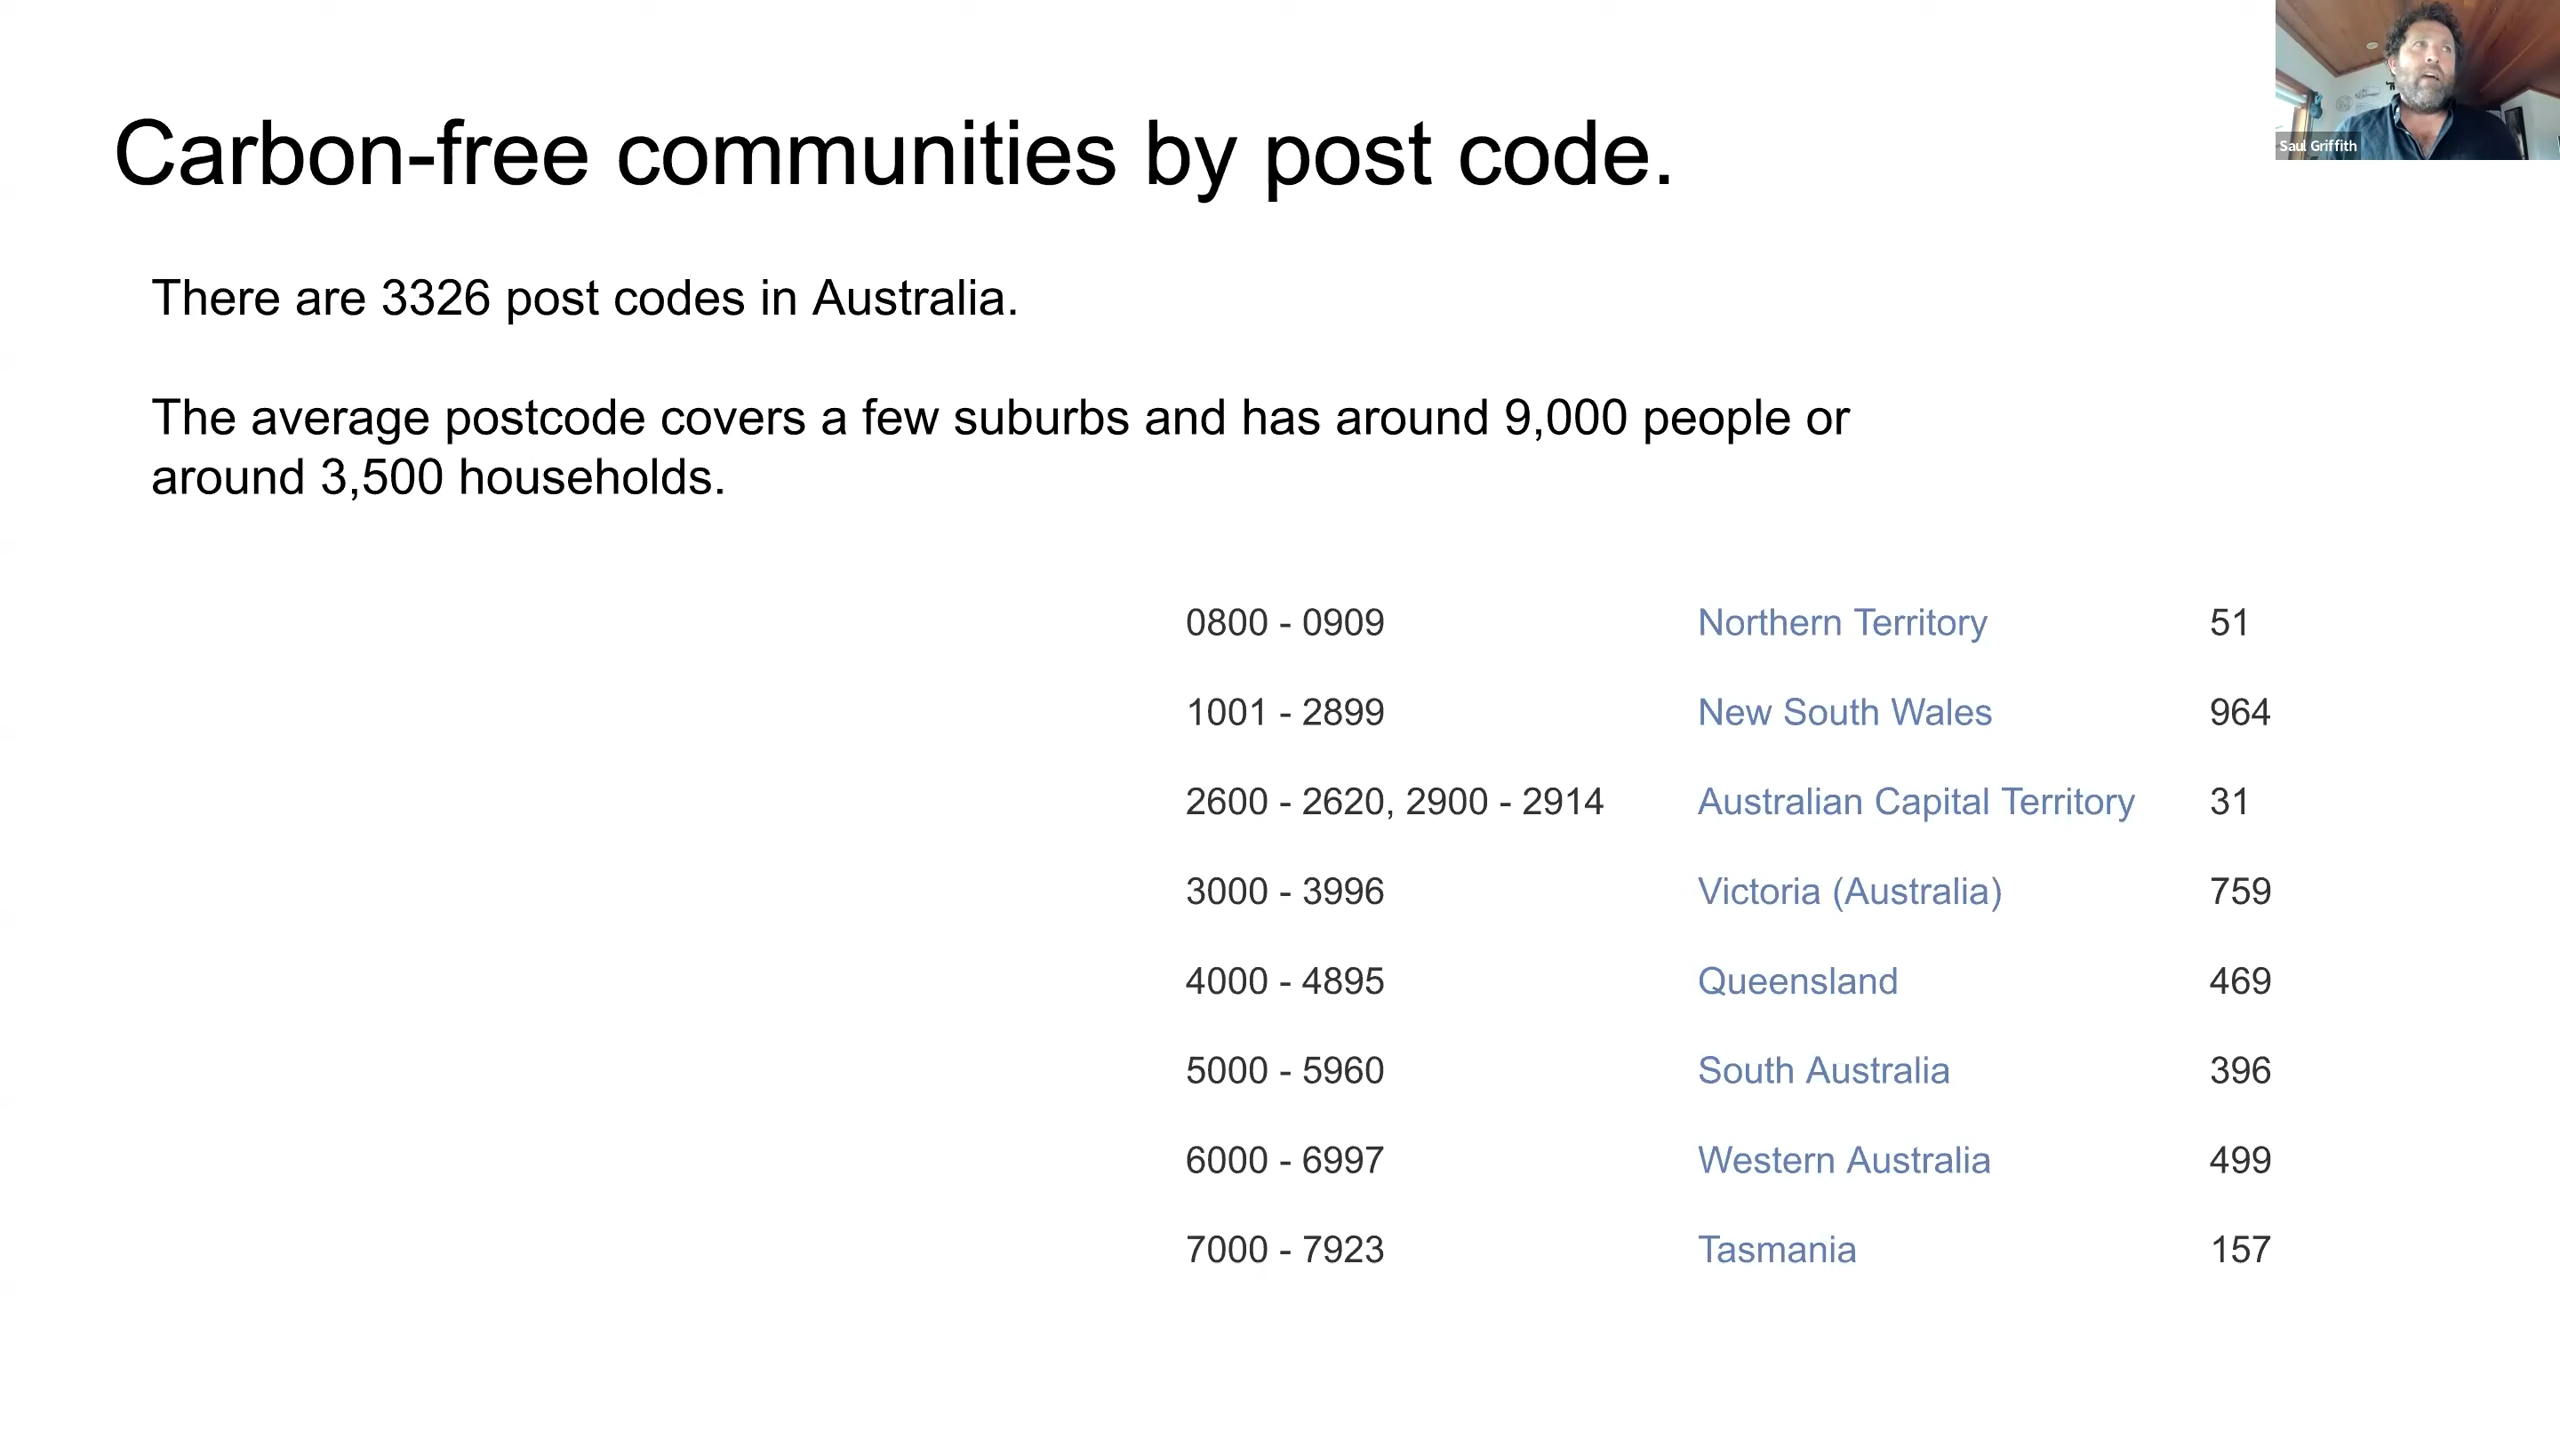 Saul Griffith
Carbon-free communities by post code.
There are 3326 post codes in Australia.
The average postcode covers a few suburbs and has around 9,000 people or
around 3,500 households.
0800 - 0909 Northern Territory 51
1001 - 2899 New South Wales 964
2600 - 2620, 2900 - 2914 Australian Capital Territory 31
3000 - 3996 Victoria (Australia) 759
4000 - 4895 Queensland 469
5000 - 5960 South Australia 396
6000 - 6997 Western Australia 499
7000 - 7923 Tasmania 157